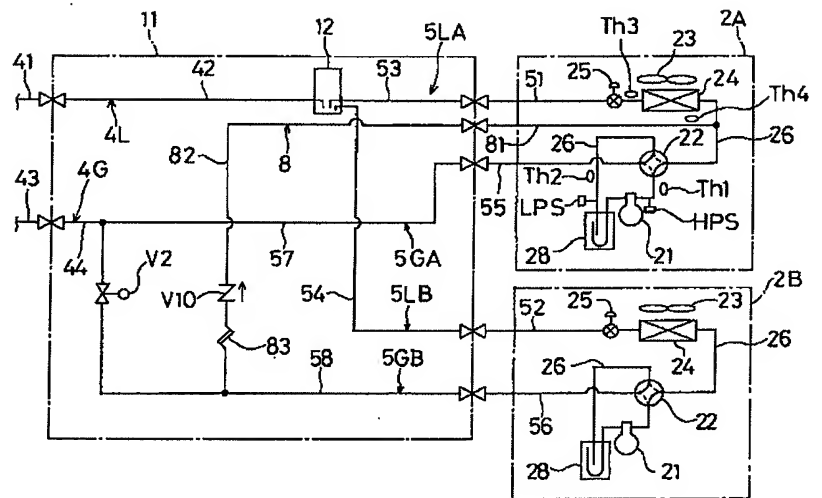 11 12 5LA Th3 23 2A
41 42 53 25 24
51 Th4
4L 26 22 26
82 8 81
4G Th2
43 55 Th1
LPS
44 57 5GA 28 21 HPS
V2 54 5LB 23 2B
V10 52 25
83 26 24 26
58 5GB
56 22
28 21